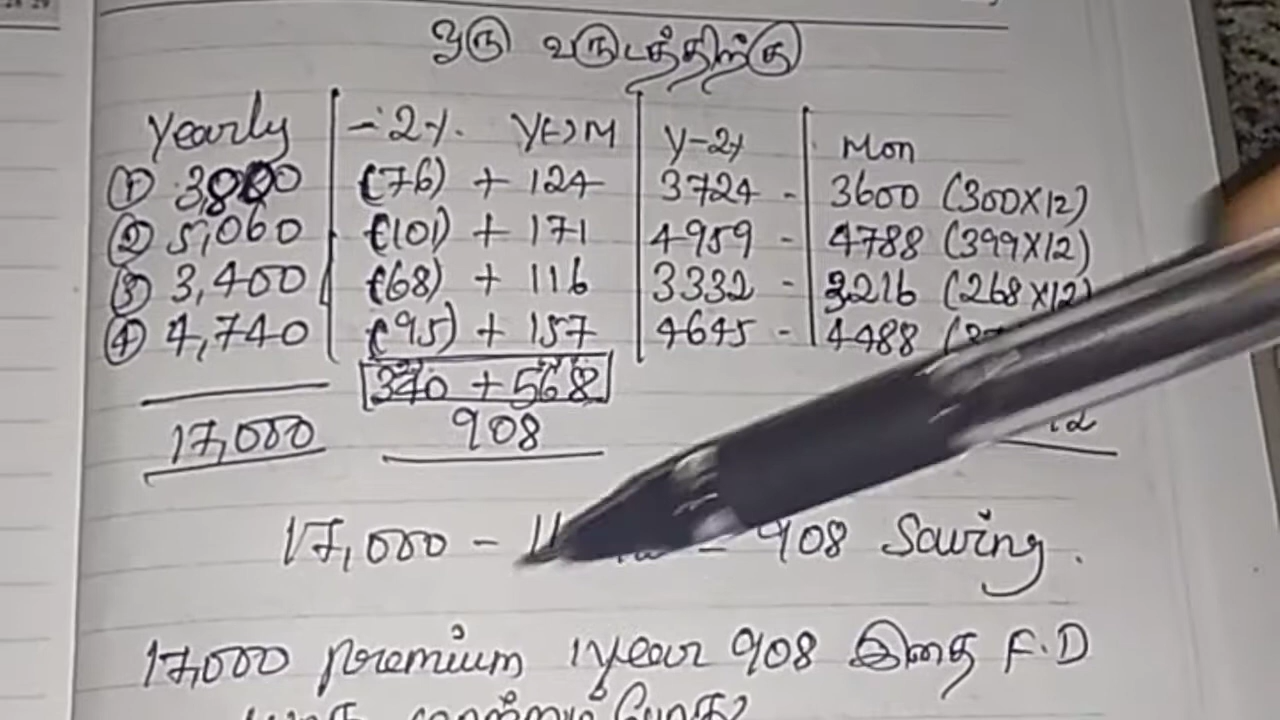 ஒரு வருடத்திற்கு
Yearly -2%. Y(-)M Y-2% Mon
① 3,800 (76) + 124 3724 - 3600 (300X12)
② 5,060 (101) + 171 4959 - 4788 (399X12)
③ 3,400 (68) + 116 3332 - 3216 (268X12)
④ 4,740 (95) + 157 4645 - 4488
340 + 568
17,000 908
17,000 - - 908 Saving.
17,000 premium 1year 908 இதை F.D